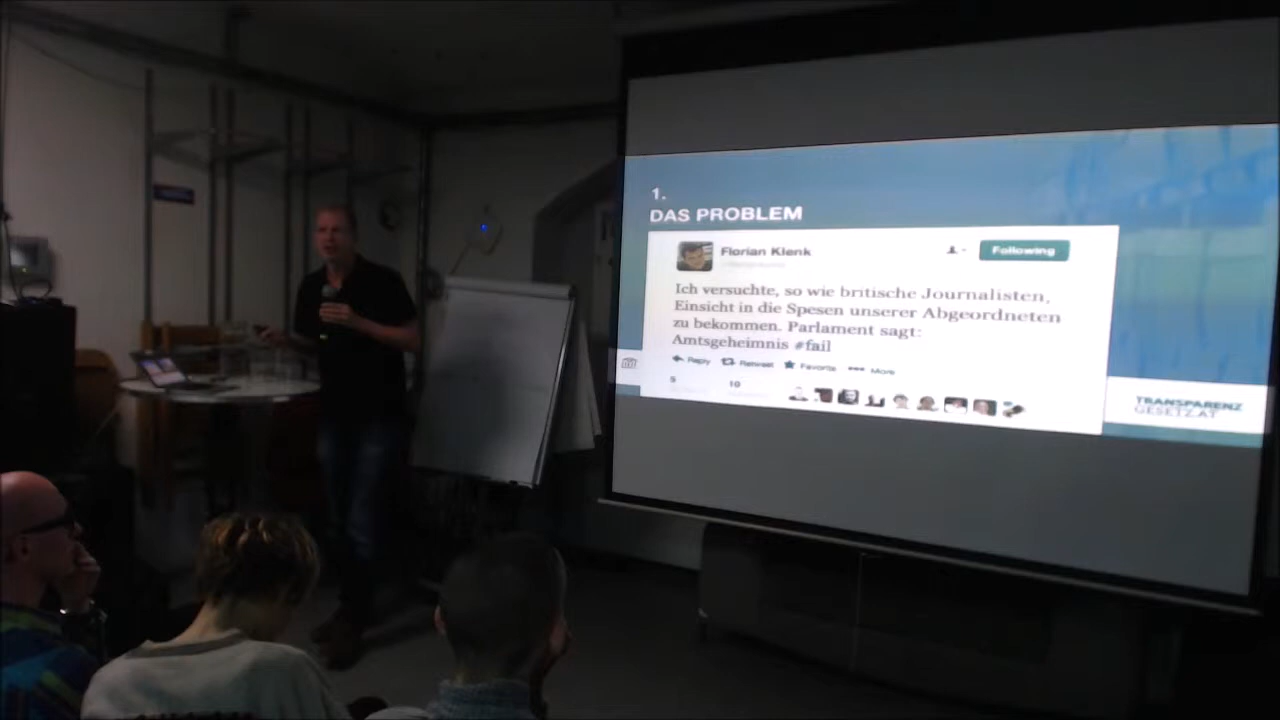 1.
DAS PROBLEM
Florian Klenk
Following
Ich versuchte, so wie britische Journalisten,
Einsicht in die Spesen unserer Abgeordneten
zu bekommen. Parlament sagt:
Amtsgeheimnis #fail
Reply Retweet Favorite More
5 10
TRANSPARENZ
GESETZ.AT